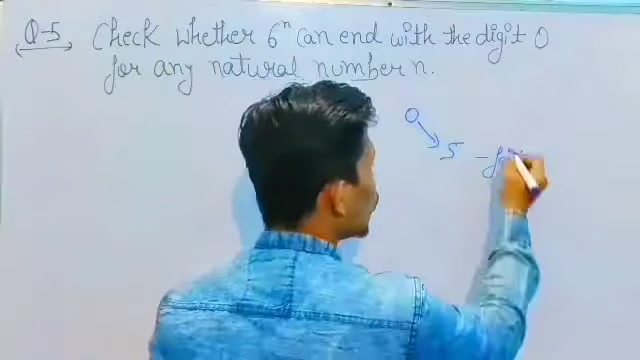 Q-5 Check whether 6ⁿ can end with the digit 0
for any natural number n.
0
5 -